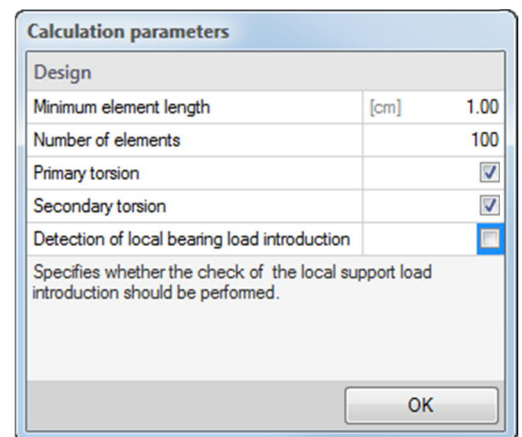 Calculation parameters
Design
Minimum element length [cm] 1.00
Number of elements 100
Primary torsion
Secondary torsion
Detection of local bearing load introduction
Specifies whether the check of the local support load
introduction should be performed.
OK